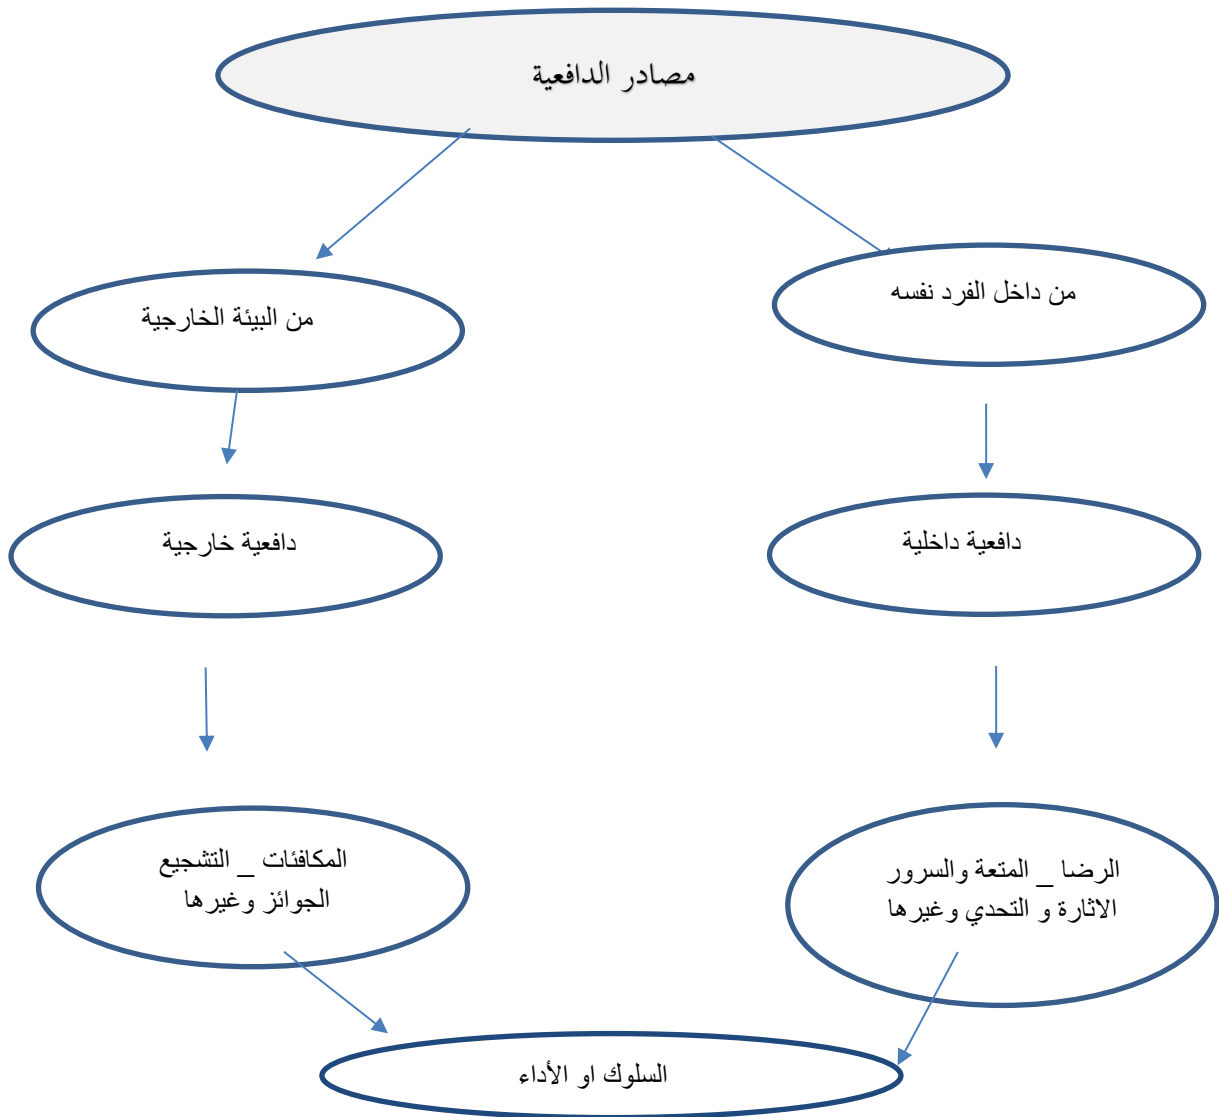 مصادر الدافعية
من داخل الفرد نفسه
من البيئة الخارجية
دافعية داخلية
دافعية خارجية
الرضا _ المتعة والسرور
الاثارة و التحدي وغيرها
المكافئات _ التشجيع
الجوائز وغيرها
السلوك او الأداء